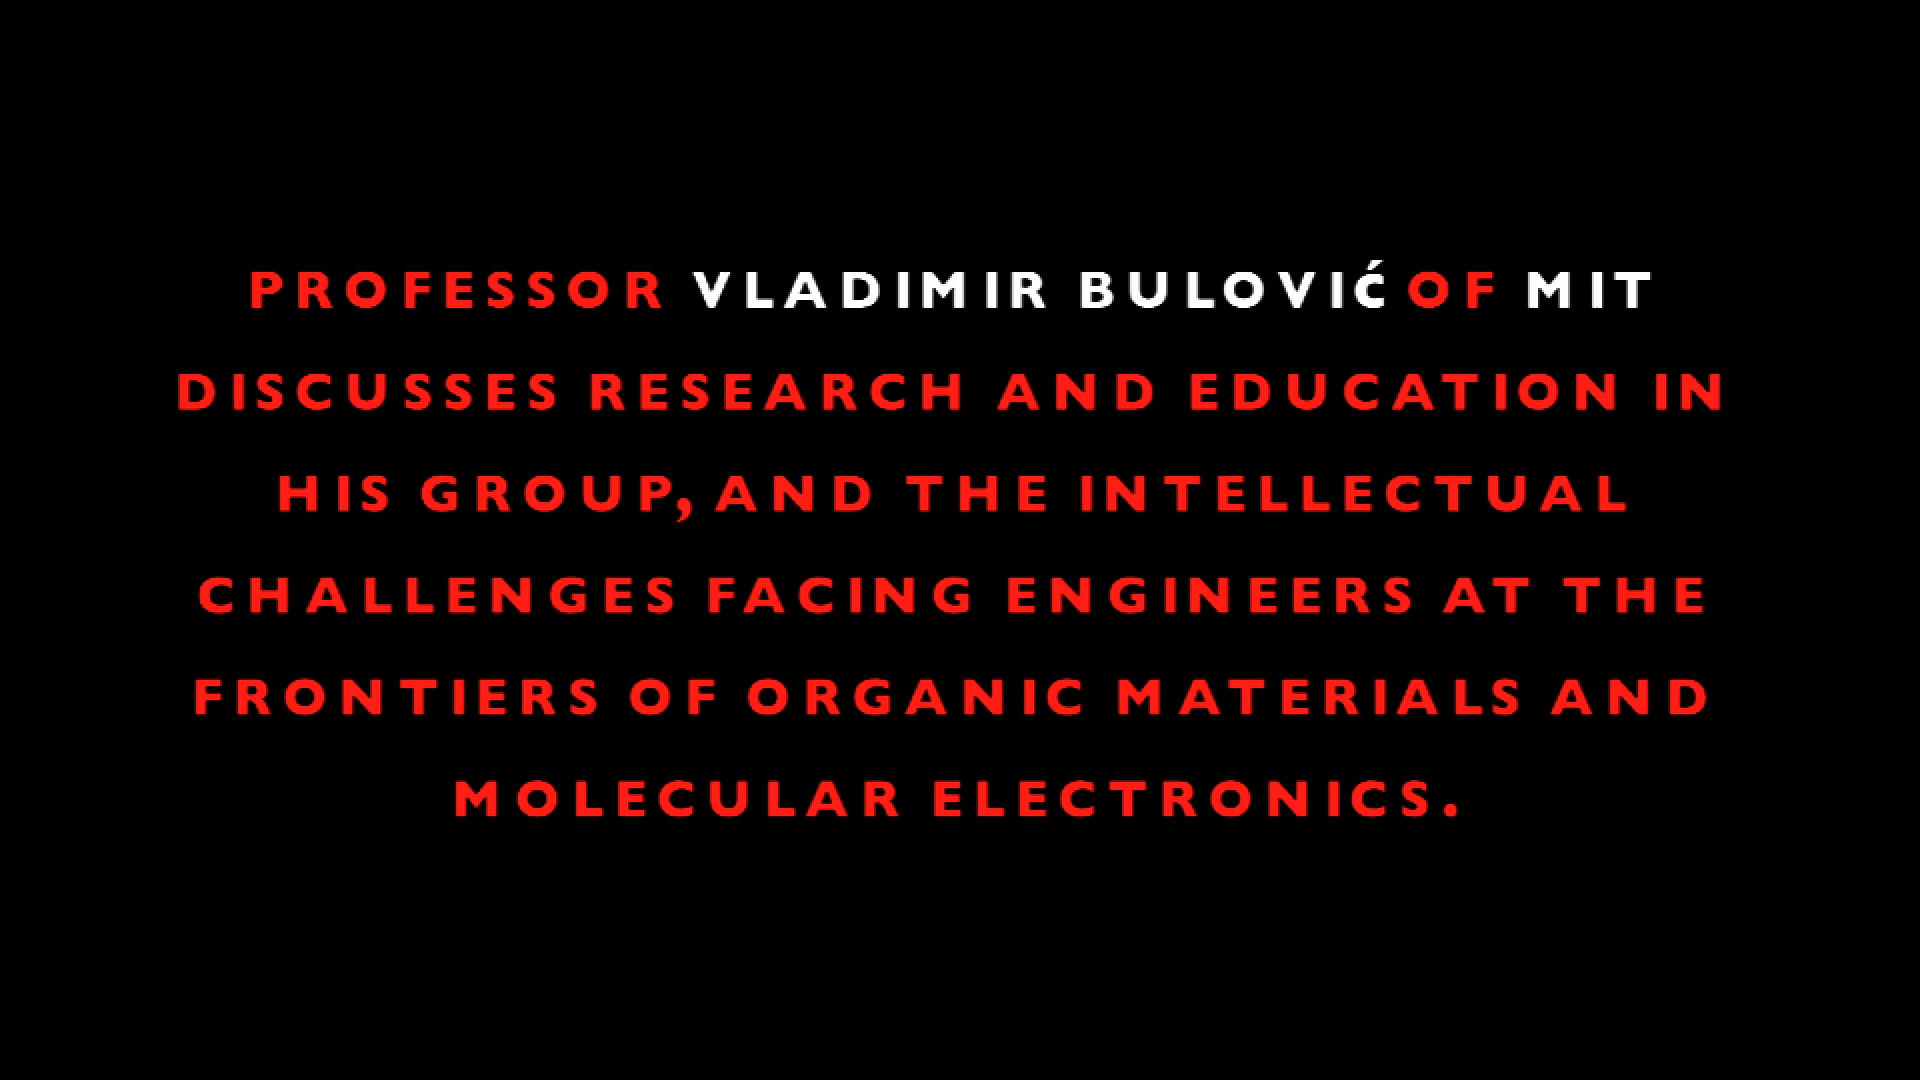 PROFESSOR VLADIMIR BULOVIć OF MIT
DISCUSSES RESEARCH AND EDUCATION IN
HIS GROUP, AND THE INTELLECTUAL
CHALLENGES FACING ENGINEERS AT THE
FRONTIERS OF ORGANIC MATERIALS AND
MOLECULAR ELECTRONICS.